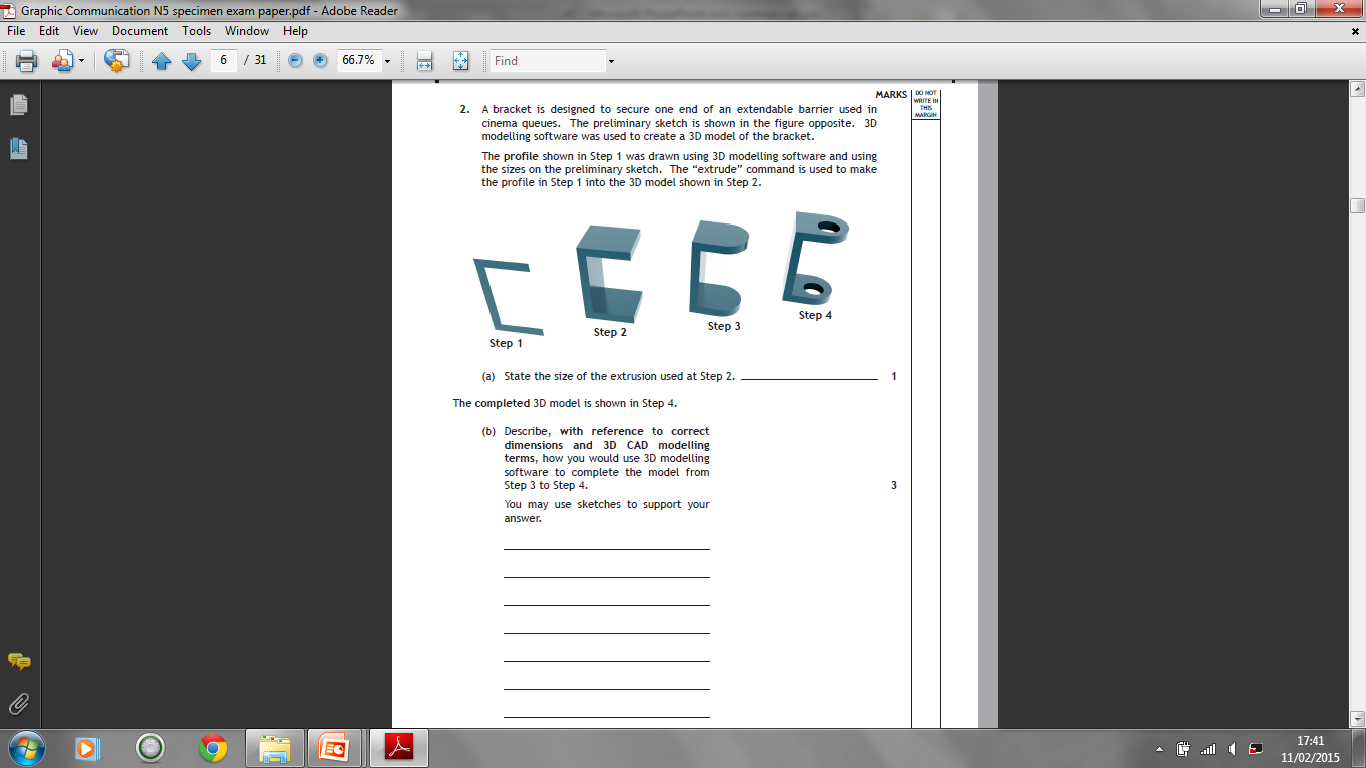 Graphic Communication N5 specimen exam paper.pdf - Adobe Reader
File Edit View Document Tools Window Help
6 / 31 66.7% Find
MARKS
DO NOT
WRITE IN
THIS
MARGIN
2. A bracket is designed to secure one end of an extendable barrier used in
cinema queues. The preliminary sketch is shown in the figure opposite. 3D
modelling software was used to create a 3D model of the bracket.
The profile shown in Step 1 was drawn using 3D modelling software and using
the sizes on the preliminary sketch. The “extrude” command is used to make
the profile in Step 1 into the 3D model shown in Step 2.
Step 1
Step 2
Step 3
Step 4
(a) State the size of the extrusion used at Step 2. 1
The completed 3D model is shown in Step 4.
(b) Describe, with reference to correct
dimensions and 3D CAD modelling
terms, how you would use 3D modelling
software to complete the model from
Step 3 to Step 4. 3
You may use sketches to support your
answer.
17:41
11/02/2015